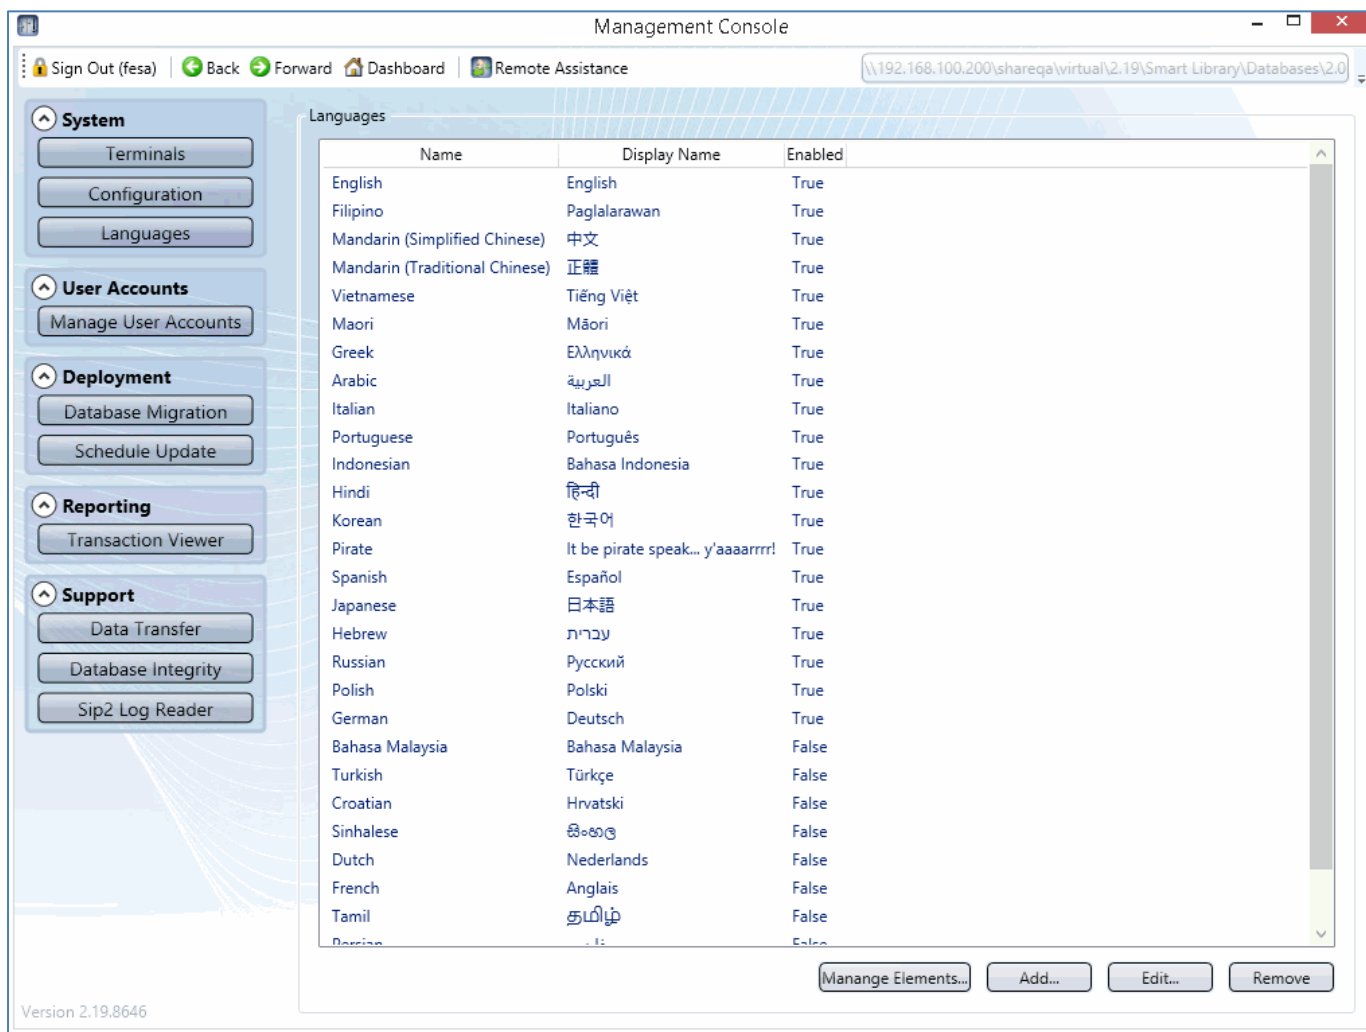 Management Console
Sign Out (fesa) Back Forward Dashboard Remote Assistance \\192.168.100.200\shareqa\virtual\2.19\Smart Library\Databases\2.0
System
Terminals
Configuration
Languages
User Accounts
Manage User Accounts
Deployment
Database Migration
Schedule Update
Reporting
Transaction Viewer
Support
Data Transfer
Database Integrity
Sip2 Log Reader
Version 2.19.8646
Languages
Name Display Name Enabled
English English True
Filipino Paglalarawan True
Mandarin (Simplified Chinese) 中文 True
Mandarin (Traditional Chinese) 正體 True
Vietnamese Tiếng Việt True
Maori Māori True
Greek Ελληνικά True
Arabic العربية True
Italian Italiano True
Portuguese Português True
Indonesian Bahasa Indonesia True
Hindi हिन्दी True
Korean 한국어 True
Pirate It be pirate speak... y'aaaarrrr! True
Spanish Español True
Japanese 日本語 True
Hebrew עברית True
Russian Русский True
Polish Polski True
German Deutsch True
Bahasa Malaysia Bahasa Malaysia False
Turkish Türkçe False
Croatian Hrvatski False
Sinhalese සිංහල False
Dutch Nederlands False
French Anglais False
Tamil தமிழ் False
Persian False
Manange Elements... Add... Edit... Remove